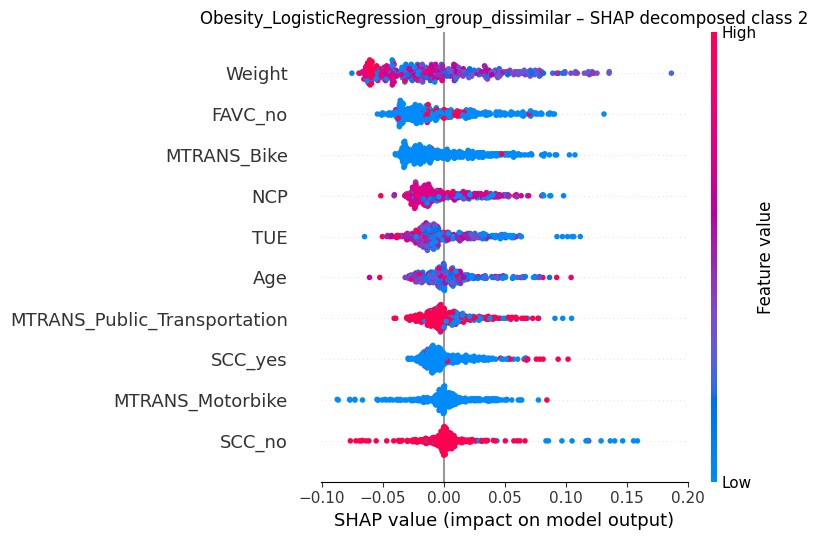 Obesity_LogisticRegression_group_dissimilar – SHAP decomposed class 2
High
Weight
FAVC_no
MTRANS_Bike
NCP
TUE
Age
MTRANS_Public_Transportation
SCC_yes
MTRANS_Motorbike
SCC_no
Feature value
Low
−0.10 −0.05 0.00 0.05 0.10 0.15 0.20
SHAP value (impact on model output)